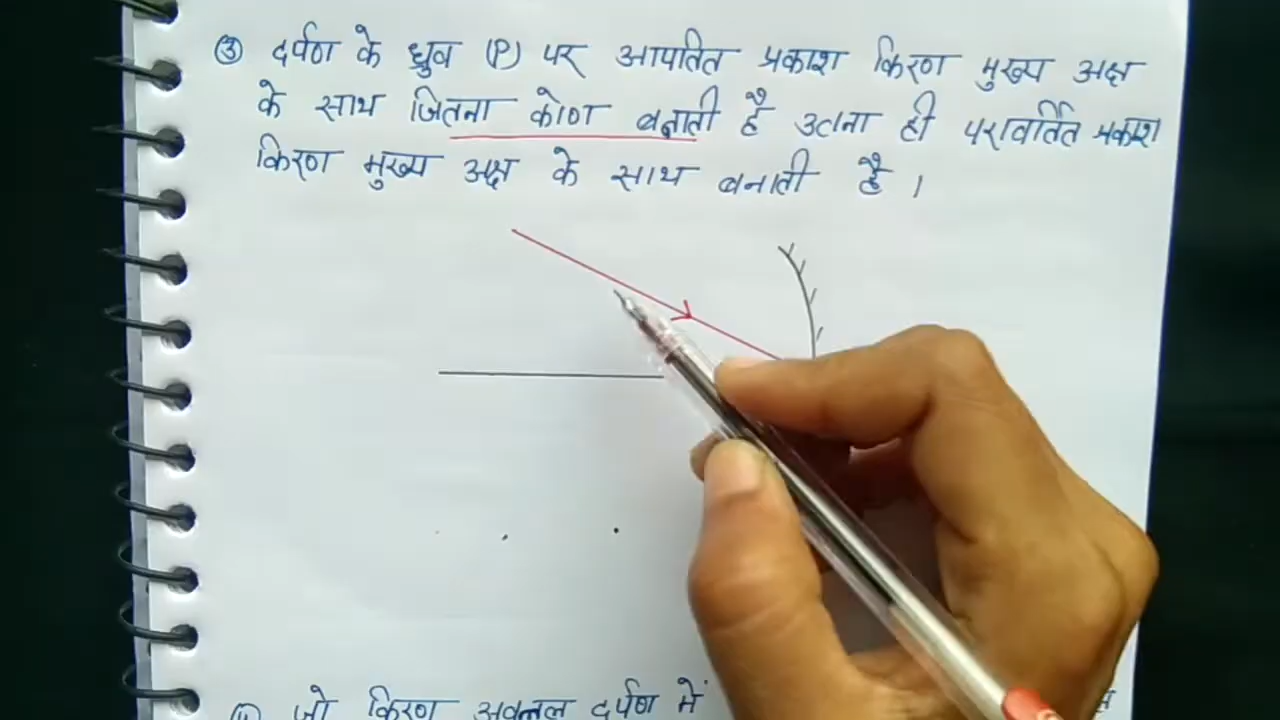 ③ दर्पण के ध्रुव (P) पर आपतित प्रकाश किरण मुख्य अक्ष
के साथ जितना कोण बनाती है उतना ही परावर्तित प्रकाश
किरण मुख्य अक्ष के साथ बनाती है ।
जो किरण अवतल दर्पण में